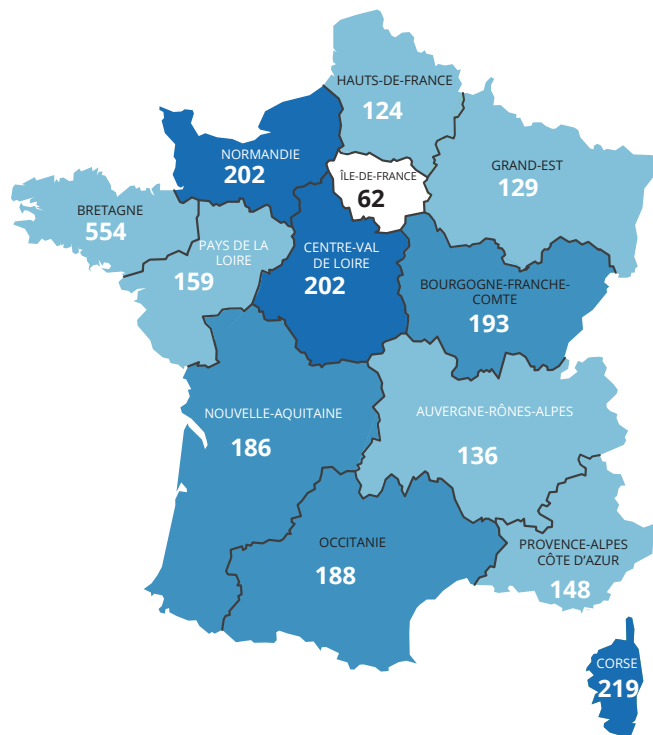 HAUTS-DE-FRANCE
124
NORMANDIE
202
ÎLE-DE-FRANCE
62
GRAND-EST
129
BRETAGNE
554
PAYS DE LA
LOIRE
159
CENTRE-VAL
DE LOIRE
202
BOURGOGNE-FRANCHE-
COMTE
193
NOUVELLE-AQUITAINE
186
AUVERGNE-RÔNES-ALPES
136
OCCITANIE
188
PROVENCE-ALPES
CÔTE D'AZUR
148
CORSE
219